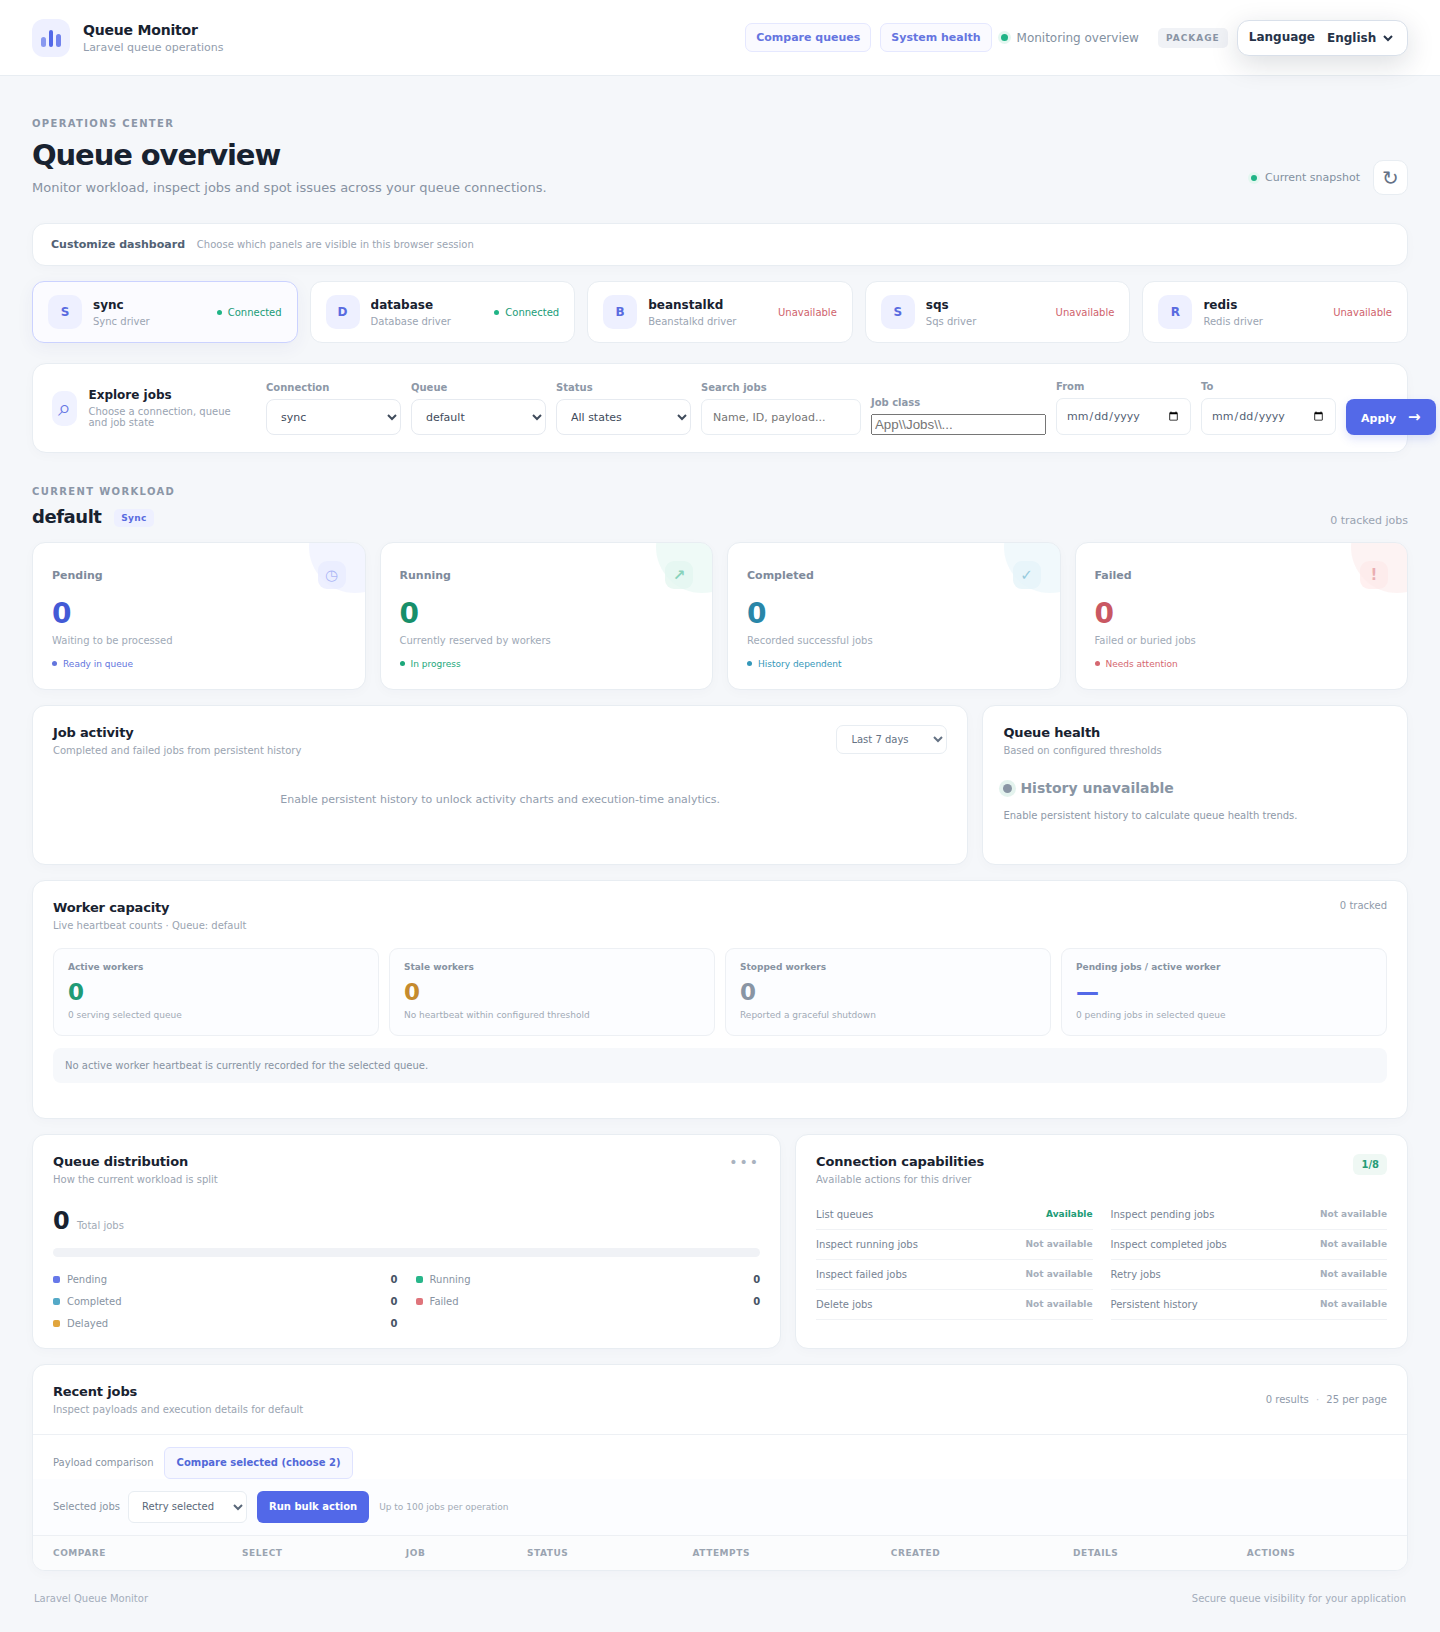 Queue Monitor
Laravel queue operations
Compare queues
System health
Monitoring overview
PACKAGE
Language English
OPERATIONS CENTER
Queue overview
Monitor workload, inspect jobs and spot issues across your queue connections.
Current snapshot
Customize dashboard Choose which panels are visible in this browser session
S
sync
Sync driver
Connected
D
database
Database driver
Connected
B
beanstalkd
Beanstalkd driver
Unavailable
S
sqs
Sqs driver
Unavailable
R
redis
Redis driver
Unavailable
Explore jobs
Choose a connection, queue
and job state
Connection
sync
Queue
default
Status
All states
Search jobs
Name, ID, payload...
Job class
App\\Jobs\\...
From
mm/dd/yyyy
To
mm/dd/yyyy
Apply →
CURRENT WORKLOAD
default Sync
0 tracked jobs
Pending
0
Waiting to be processed
Ready in queue
Running
↗
0
Currently reserved by workers
In progress
Completed
✓
0
Recorded successful jobs
History dependent
Failed
!
0
Failed or buried jobs
Needs attention
Job activity
Completed and failed jobs from persistent history
Last 7 days
Enable persistent history to unlock activity charts and execution-time analytics.
Queue health
Based on configured thresholds
History unavailable
Enable persistent history to calculate queue health trends.
Worker capacity
Live heartbeat counts · Queue: default
0 tracked
Active workers
0
0 serving selected queue
Stale workers
0
No heartbeat within configured threshold
Stopped workers
0
Reported a graceful shutdown
Pending jobs / active worker
—
0 pending jobs in selected queue
No active worker heartbeat is currently recorded for the selected queue.
Queue distribution
How the current workload is split
•••
0 Total jobs
Pending 0
Running 0
Completed 0
Failed 0
Delayed 0
Connection capabilities
Available actions for this driver
1/8
List queues Available
Inspect pending jobs Not available
Inspect running jobs Not available
Inspect completed jobs Not available
Inspect failed jobs Not available
Retry jobs Not available
Delete jobs Not available
Persistent history Not available
Recent jobs
Inspect payloads and execution details for default
0 results · 25 per page
Payload comparison Compare selected (choose 2)
Selected jobs Retry selected Run bulk action Up to 100 jobs per operation
COMPARE SELECT JOB STATUS ATTEMPTS CREATED DETAILS ACTIONS
Laravel Queue Monitor
Secure queue visibility for your application